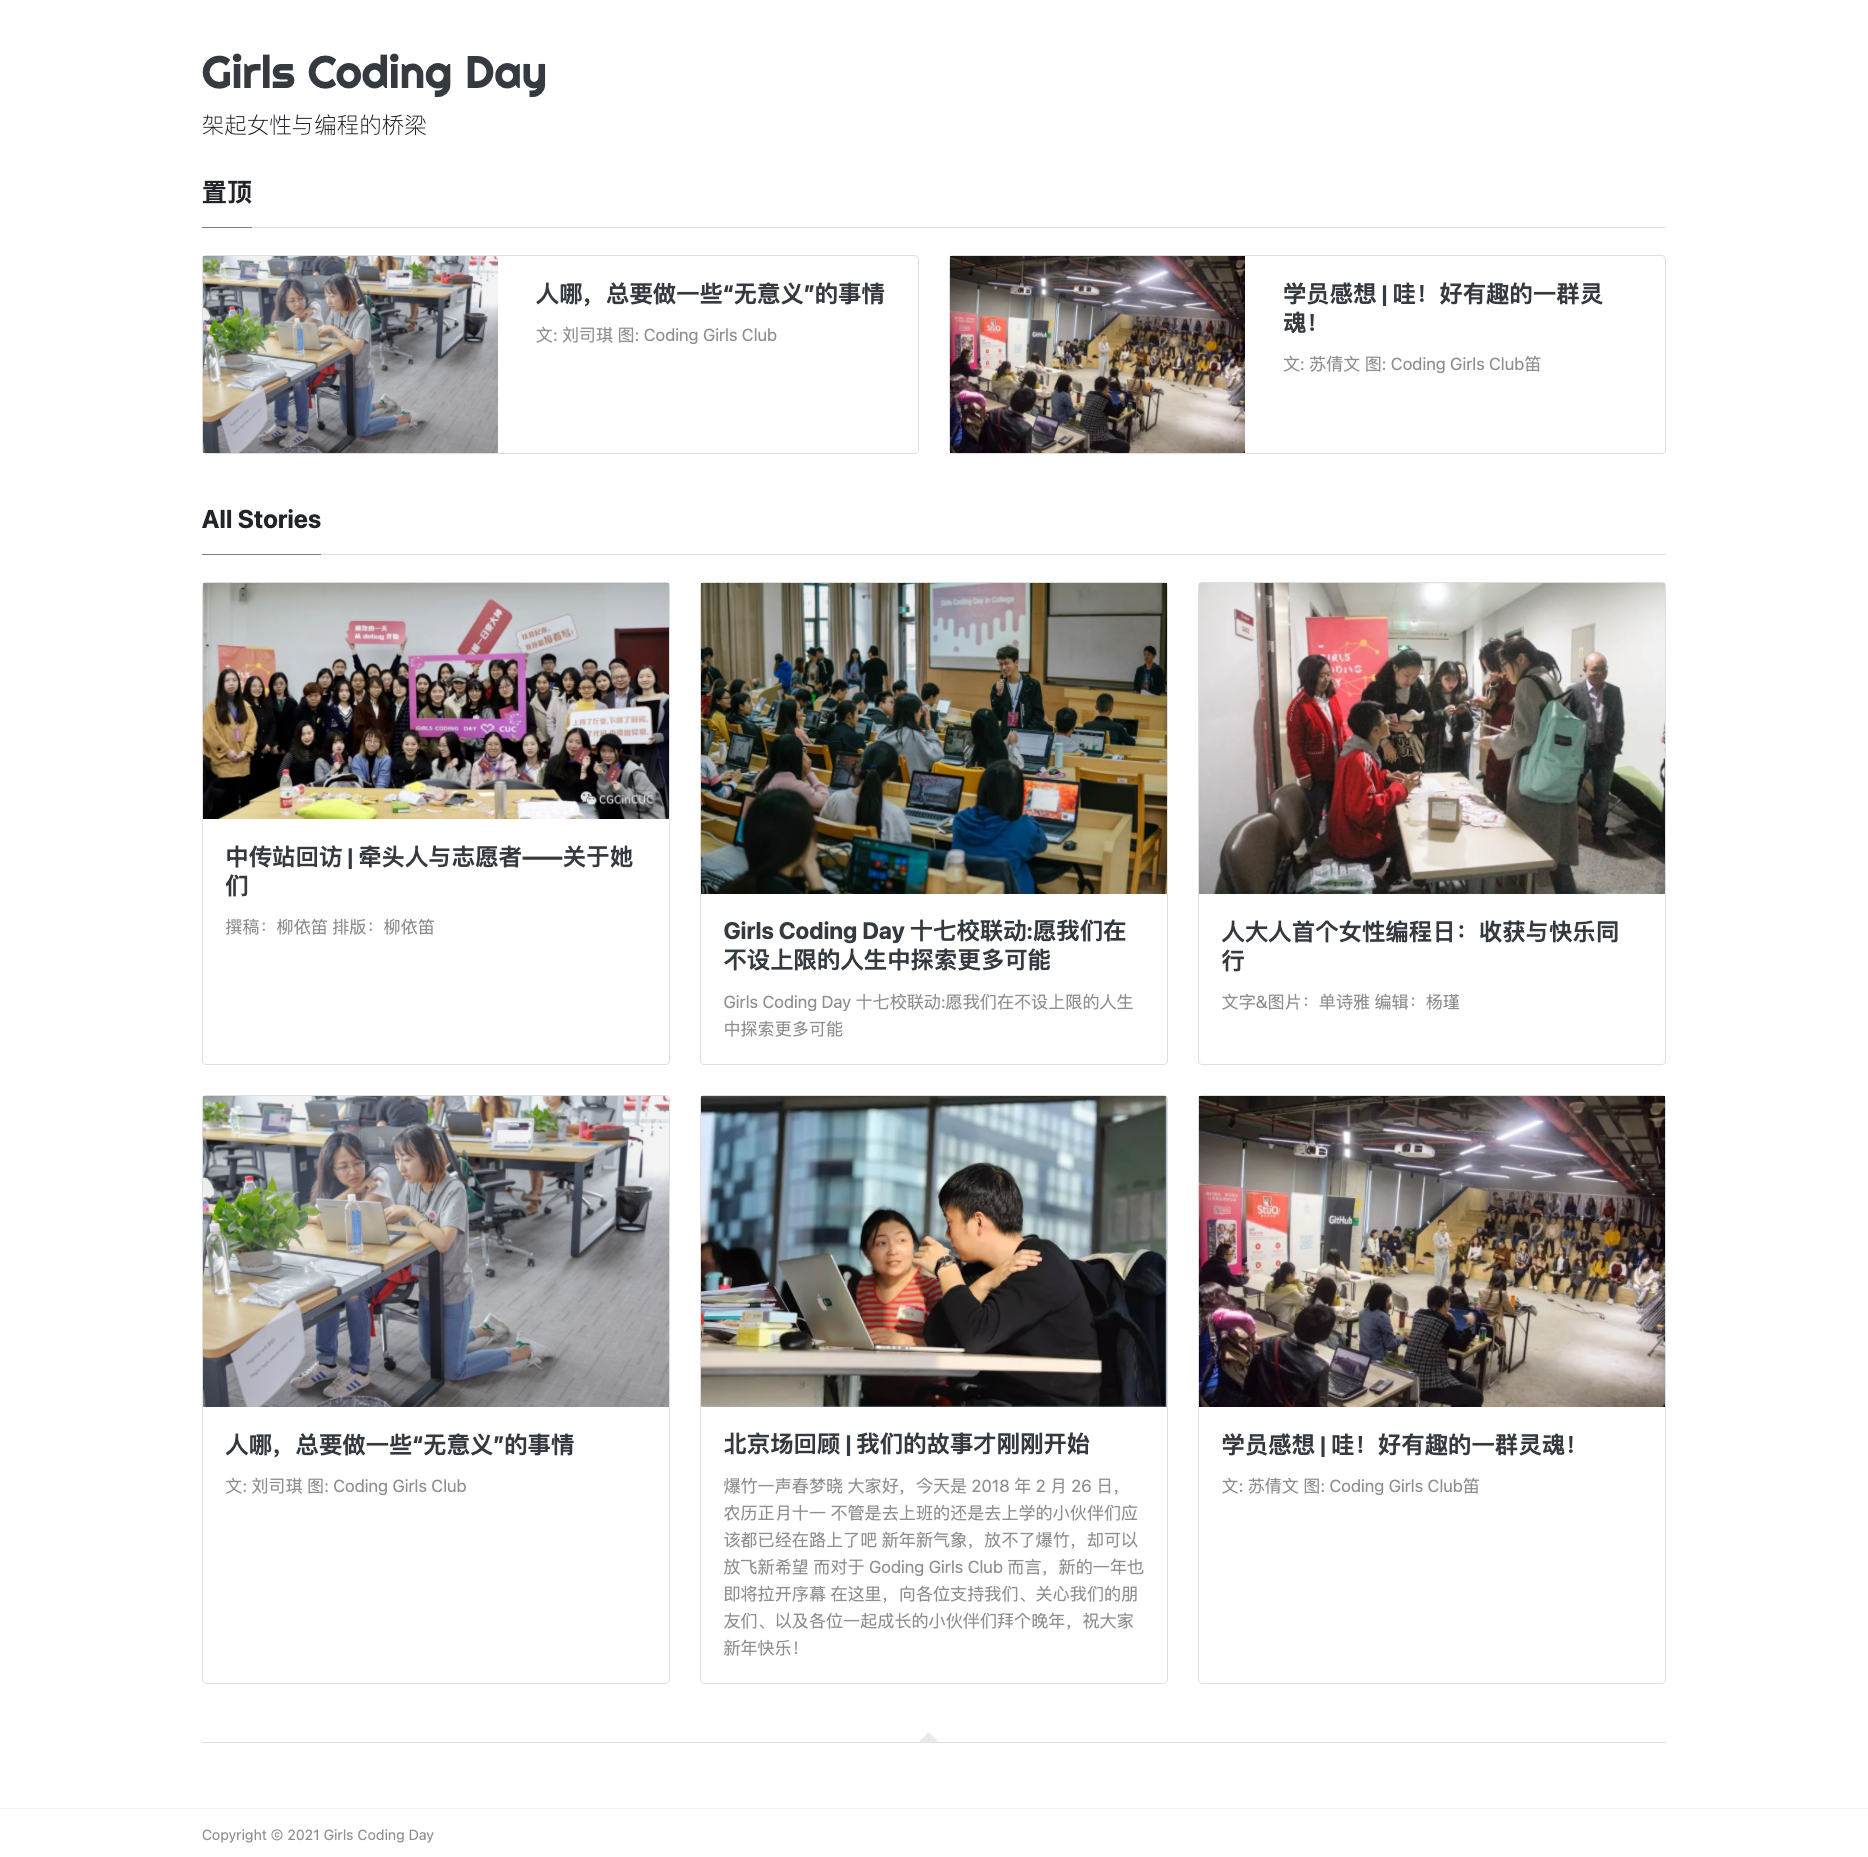 Girls Coding Day
架起女性与编程的桥梁
置顶
人哪，总要做一些“无意义”的事情
文: 刘司琪 图: Coding Girls Club
StuQ
GitHub
学员感想 | 哇！好有趣的一群灵
魂！
文: 苏倩文 图: Coding Girls Club笛
All Stories
GIRLS CODING DAY CUC
CGCinCUC
中传站回访 | 牵头人与志愿者——关于她
们
撰稿：柳依笛 排版：柳依笛
Girls Coding Day in College
Girls Coding Day 十七校联动:愿我们在
不设上限的人生中探索更多可能
Girls Coding Day 十七校联动:愿我们在不设上限的人生
中探索更多可能
人大人首个女性编程日：收获与快乐同
行
文字&图片：单诗雅 编辑：杨瑾
人哪，总要做一些“无意义”的事情
文: 刘司琪 图: Coding Girls Club
北京场回顾 | 我们的故事才刚刚开始
爆竹一声春梦晓 大家好，今天是 2018 年 2 月 26 日，
农历正月十一 不管是去上班的还是去上学的小伙伴们应
该都已经在路上了吧 新年新气象，放不了爆竹，却可以
放飞新希望 而对于 Goding Girls Club 而言，新的一年也
即将拉开序幕 在这里，向各位支持我们、关心我们的朋
友们、以及各位一起成长的小伙伴们拜个晚年，祝大家
新年快乐！
StuQ
GitHub
学员感想 | 哇！好有趣的一群灵魂！
文: 苏倩文 图: Coding Girls Club笛
Copyright © 2021 Girls Coding Day